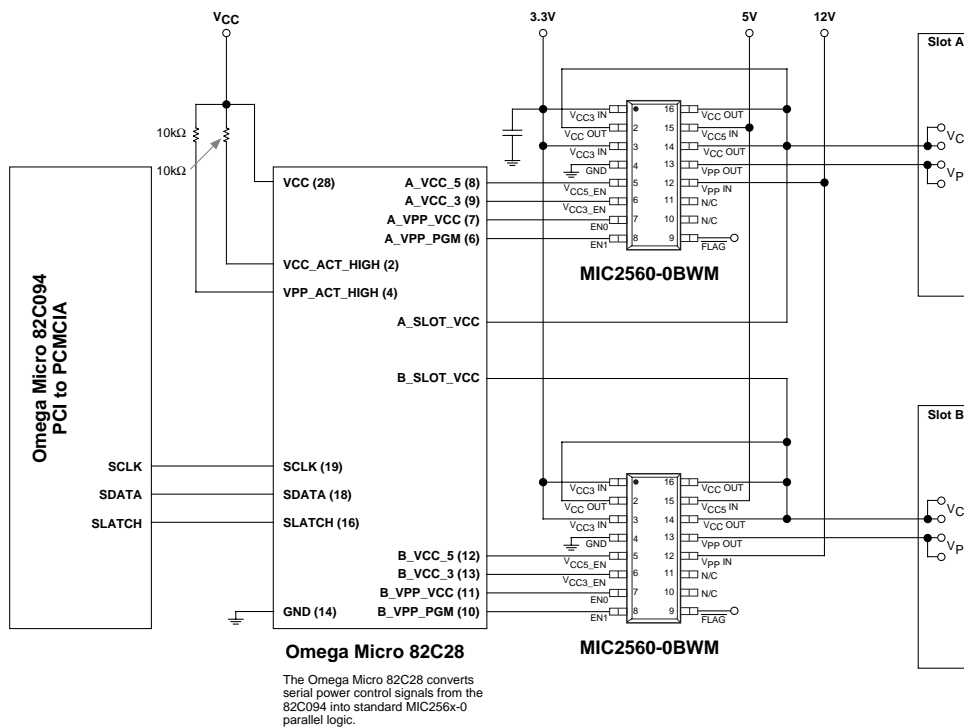 VCC
3.3V
5V
12V
Slot A
10kΩ
10kΩ
Omega Micro 82C094
PCI to PCMCIA
SCLK
SDATA
SLATCH
VCC (28)
VCC_ACT_HIGH (2)
VPP_ACT_HIGH (4)
SCLK (19)
SDATA (18)
SLATCH (16)
GND (14)
A_VCC_5 (8)
A_VCC_3 (9)
A_VPP_VCC (7)
A_VPP_PGM (6)
A_SLOT_VCC
B_SLOT_VCC
B_VCC_5 (12)
B_VCC_3 (13)
B_VPP_VCC (11)
B_VPP_PGM (10)
VCC3 IN 1 16 VCC OUT
VCC OUT 2 15 VCC5 IN
VCC3 IN 3 14 VCC OUT
GND 4 13 VPP OUT
VCC5_EN 5 12 VPP IN
VCC3_EN 6 11 N/C
EN0 7 10 N/C
EN1 8 9 FLAG
MIC2560-0BWM
VC
VP
Slot B
VCC3 IN 16 VCC OUT
VCC OUT 2 15 VCC5 IN
VCC3 IN 3 14 VCC OUT
GND 4 13 VPP OUT
VCC5_EN 5 12 VPP IN
VCC3_EN 6 11 N/C
EN0 7 10 N/C
EN1 8 9 FLAG
MIC2560-0BWM
VC
VP
Omega Micro 82C28
The Omega Micro 82C28 converts
serial power control signals from the
82C094 into standard MIC256x-0
parallel logic.